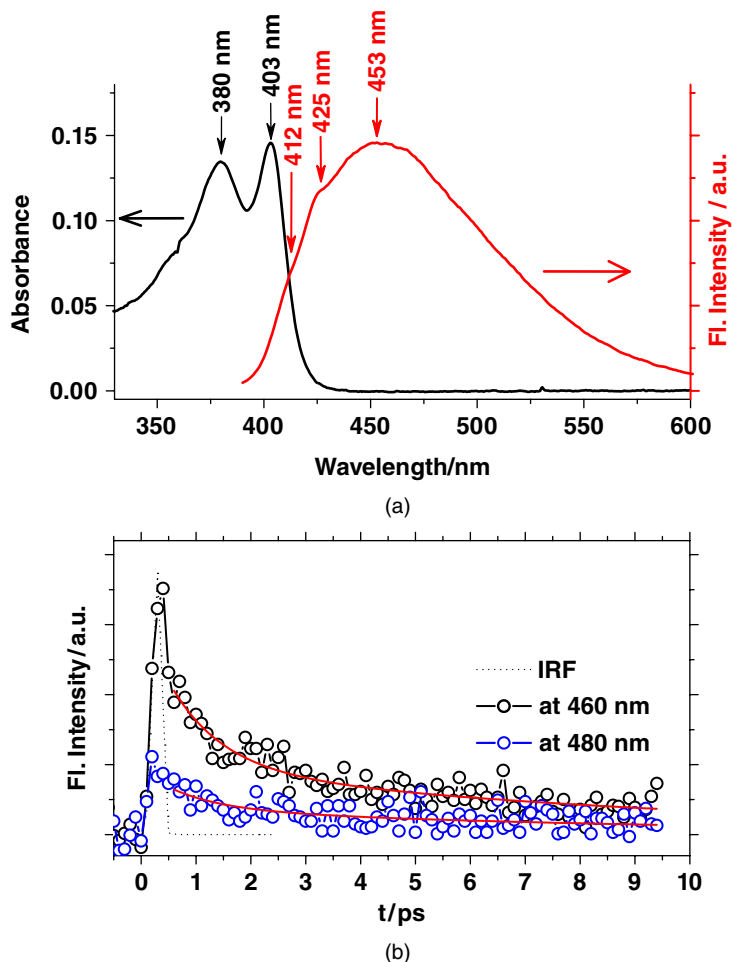 380 nm
403 nm
412 nm
425 nm
453 nm
0.15
0.10
0.05
0.00
Absorbance
Fl. Intensity / a.u.
350 400 450 500 550 600
Wavelength/nm
(a)
Fl. Intensity/a.u.
IRF
at 460 nm
at 480 nm
0 1 2 3 4 5 6 7 8 9 10
t/ps
(b)